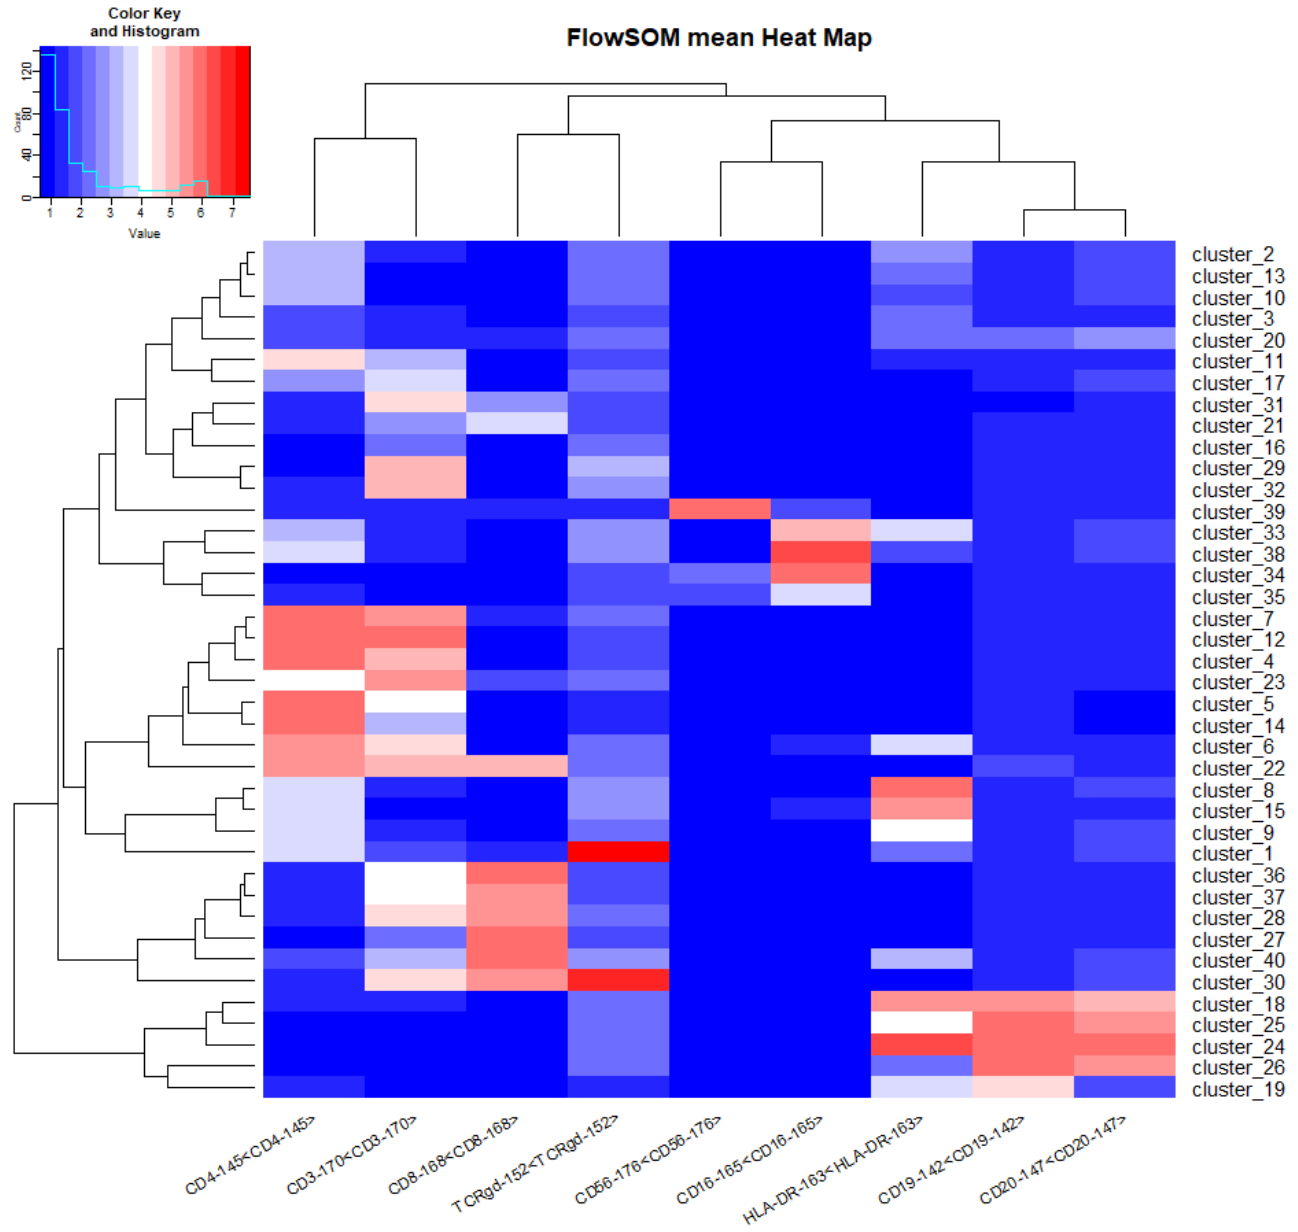 Color Key
and Histogram
FlowSOM mean Heat Map
Count
0 40 80 120
1 2 3 4 5 6 7
Value
cluster_2
cluster_13
cluster_10
cluster_3
cluster_20
cluster_11
cluster_17
cluster_31
cluster_21
cluster_16
cluster_29
cluster_32
cluster_39
cluster_33
cluster_38
cluster_34
cluster_35
cluster_7
cluster_12
cluster_4
cluster_23
cluster_5
cluster_14
cluster_6
cluster_22
cluster_8
cluster_15
cluster_9
cluster_1
cluster_36
cluster_37
cluster_28
cluster_27
cluster_40
cluster_30
cluster_18
cluster_25
cluster_24
cluster_26
cluster_19
CD4-145<CD4-145>
CD3-170<CD3-170>
CD8-168<CD8-168>
TCRgd-152<TCRgd-152>
CD56-176<CD56-176>
CD16-165<CD16-165>
HLA-DR-163<HLA-DR-163>
CD19-142<CD19-142>
CD20-147<CD20-147>